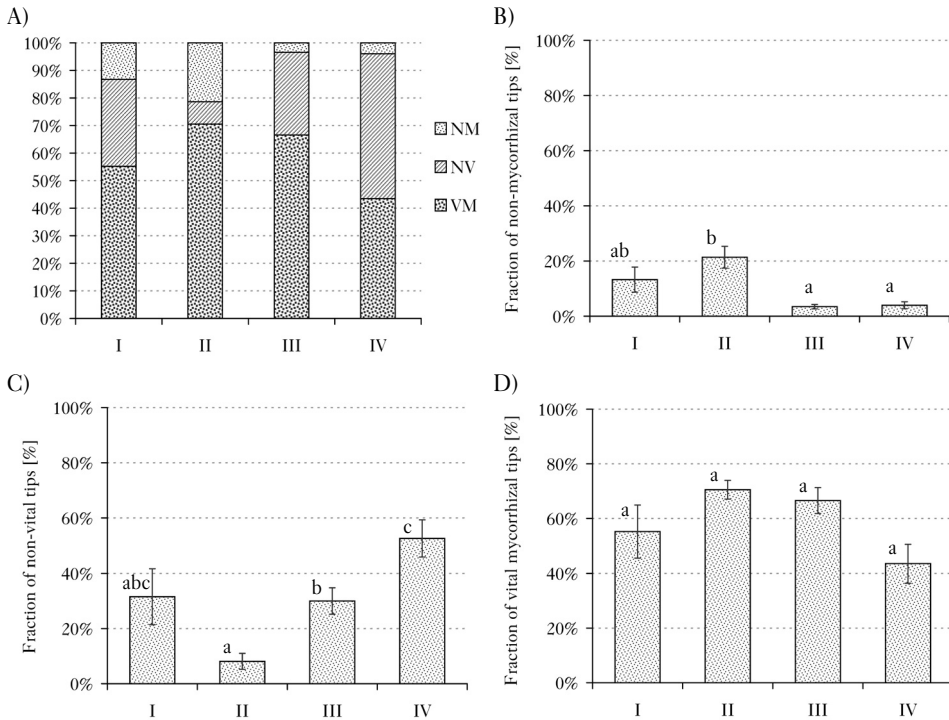 A)
100%
90%
80%
70%
60%
50%
40%
30%
20%
10%
0%
I II III IV
NM
NV
VM
B)
Fraction of non-mycorrhizal tips [%]
100%
80%
60%
40%
20%
0%
ab b a a
I II III IV
C)
Fraction of non-vital tips [%]
100%
80%
60%
40%
20%
0%
abc a b c
I II III IV
D)
Fraction of vital mycorrhizal tips [%]
100%
80%
60%
40%
20%
0%
a a a a
I II III IV